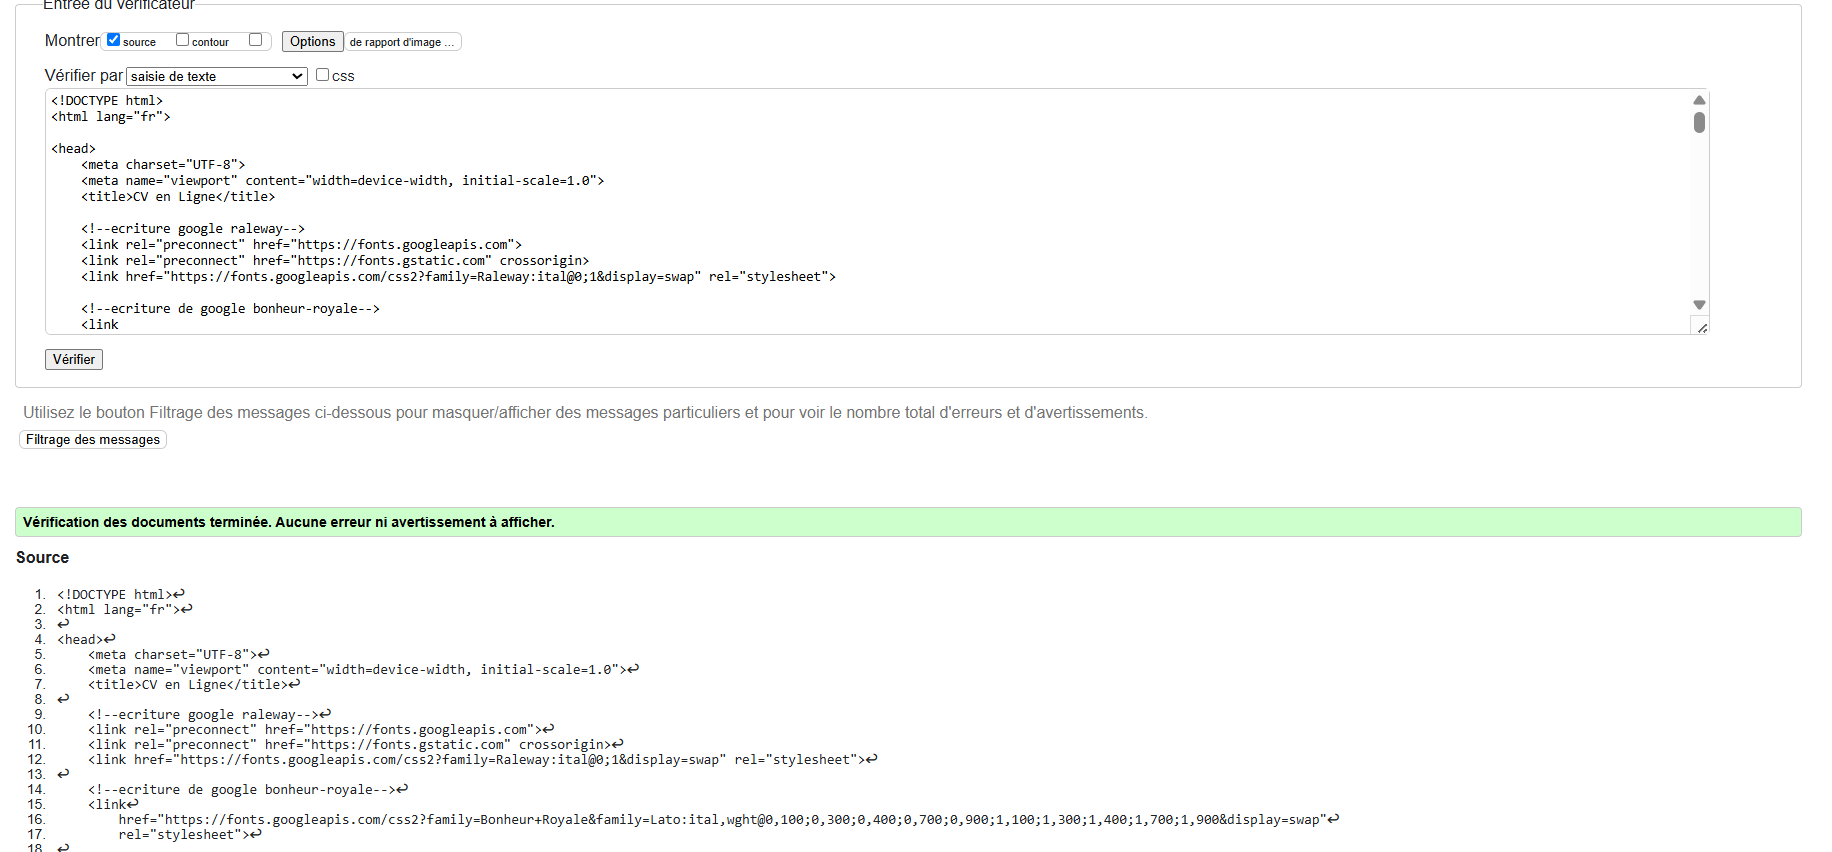 Entrée du vérificateur
Montrer source contour Options de rapport d'image ...
Vérifier par saisie de texte css
<!DOCTYPE html>
<html lang="fr">
<head>
<meta charset="UTF-8">
<meta name="viewport" content="width=device-width, initial-scale=1.0">
<title>CV en Ligne</title>
<!--ecriture google raleway-->
<link rel="preconnect" href="https://fonts.googleapis.com">
<link rel="preconnect" href="https://fonts.gstatic.com" crossorigin>
<link href="https://fonts.googleapis.com/css2?family=Raleway:ital@0;1&display=swap" rel="stylesheet">
<!--ecriture de google bonheur-royale-->
<link
Vérifier
Utilisez le bouton Filtrage des messages ci-dessous pour masquer/afficher des messages particuliers et pour voir le nombre total d'erreurs et d'avertissements.
Filtrage des messages
Vérification des documents terminée. Aucune erreur ni avertissement à afficher.
Source
1. <!DOCTYPE html>↩
2. <html lang="fr">↩
3. ↩
4. <head>↩
5. <meta charset="UTF-8">↩
6. <meta name="viewport" content="width=device-width, initial-scale=1.0">↩
7. <title>CV en Ligne</title>↩
8. ↩
9. <!--ecriture google raleway-->↩
10. <link rel="preconnect" href="https://fonts.googleapis.com">↩
11. <link rel="preconnect" href="https://fonts.gstatic.com" crossorigin>↩
12. <link href="https://fonts.googleapis.com/css2?family=Raleway:ital@0;1&display=swap" rel="stylesheet">↩
13. ↩
14. <!--ecriture de google bonheur-royale-->↩
15. <link↩
16. href="https://fonts.googleapis.com/css2?family=Bonheur+Royale&family=Lato:ital,wght@0,100;0,300;0,400;0,700;0,900;1,100;1,300;1,400;1,700;1,900&display=swap"↩
17. rel="stylesheet">↩
18. ↩